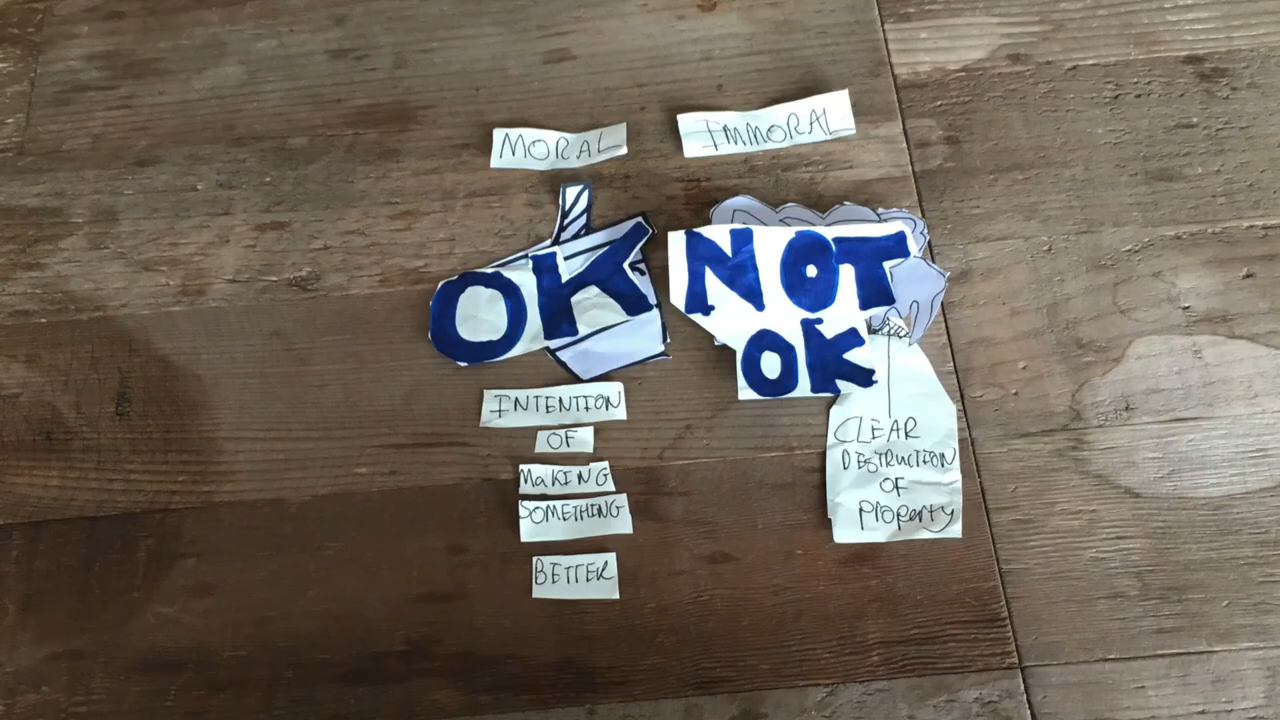 MORAL
IMMORAL
OK
NOT
OK
INTENTION
OF
MaKING
SOMETHING
BETTER
CLEAR
DESTRUCTION
OF
PROPerty